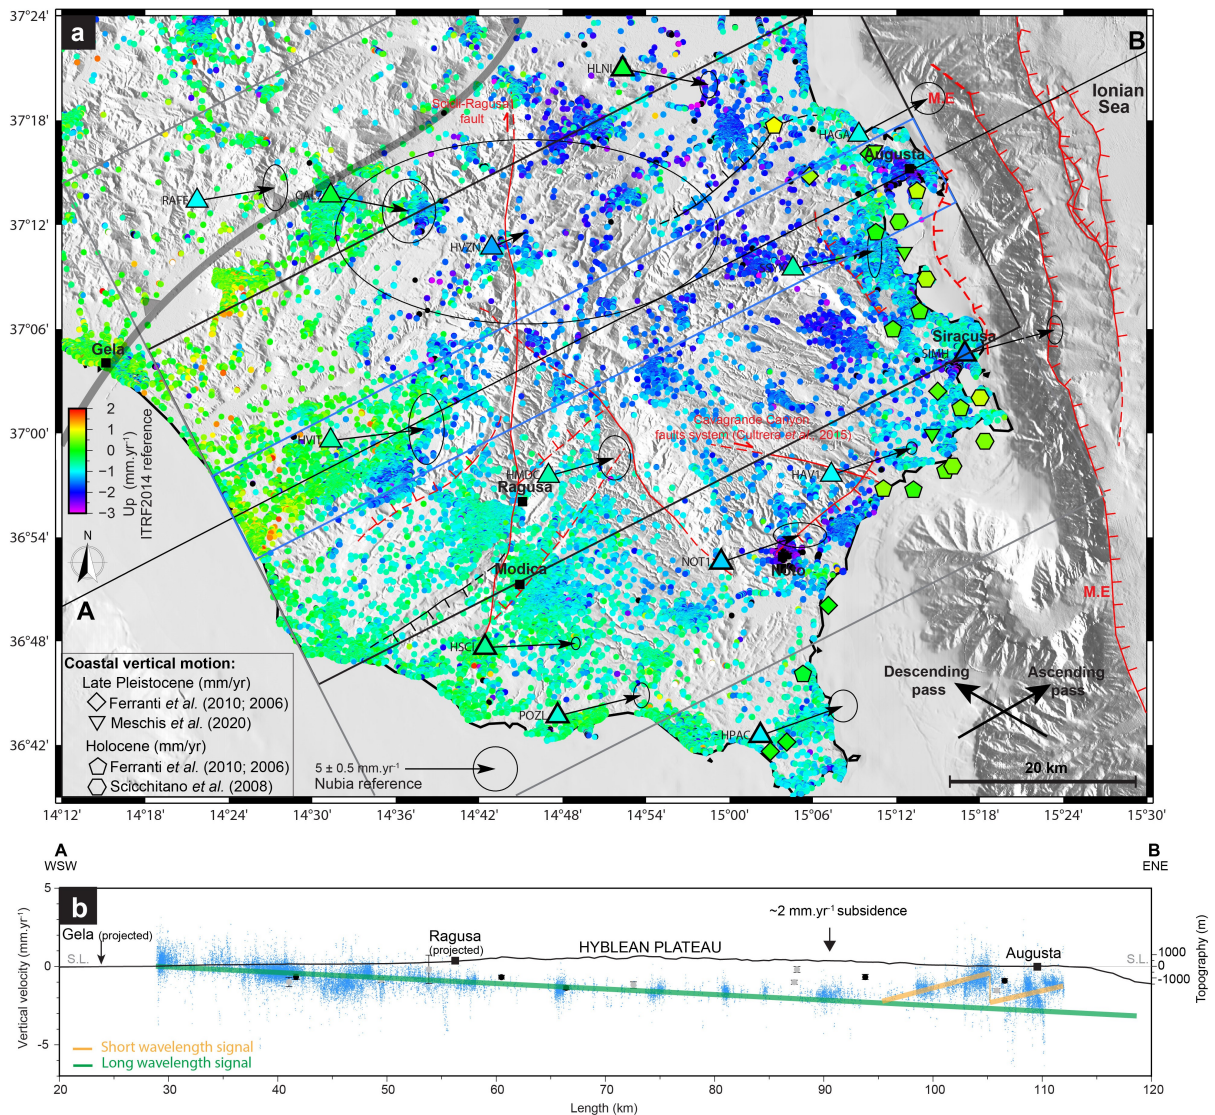 a
B
37°24'
37°18'
37°12'
37°06'
37°00'
36°54'
36°48'
36°42'
HLNI
Scicli-Ragusa
fault
M.E
Ionian
Sea
HAGA
Augusta
RAFF
CALT
HVZN
Siracusa
SIMH
Gela
2
1
0
−1
−2
−3
Up (mm.yr⁻¹)
ITRF2014 reference
HVIT
Cavagrande Canyon
faults system (Cultrera et al., 2015)
HMDC
Ragusa
HAV1
N
NOT1
Noto
Modica
A
M.E
HSCI
Coastal vertical motion:
Late Pleistocene (mm/yr)
Ferranti et al. (2010; 2006)
Meschis et al. (2020)
Holocene (mm/yr)
Ferranti et al. (2010; 2006)
Scicchitano et al. (2008)
Descending
pass
Ascending
pass
POZL
HPAC
5 ± 0.5 mm.yr⁻¹
Nubia reference
20 km
14°12' 14°18' 14°24' 14°30' 14°36' 14°42' 14°48' 14°54' 15°00' 15°06' 15°12' 15°18' 15°24' 15°30'
A
WSW
B
ENE
b
5
0
-5
Vertical velocity (mm.yr⁻¹)
Gela (projected)
S.L.
Ragusa
(projected)
HYBLEAN PLATEAU
~2 mm.yr⁻¹ subsidence
Augusta
S.L.
1000
0
-1000
Topography (m)
Short wavelength signal
Long wavelength signal
20 30 40 50 60 70 80 90 100 110 120
Length (km)